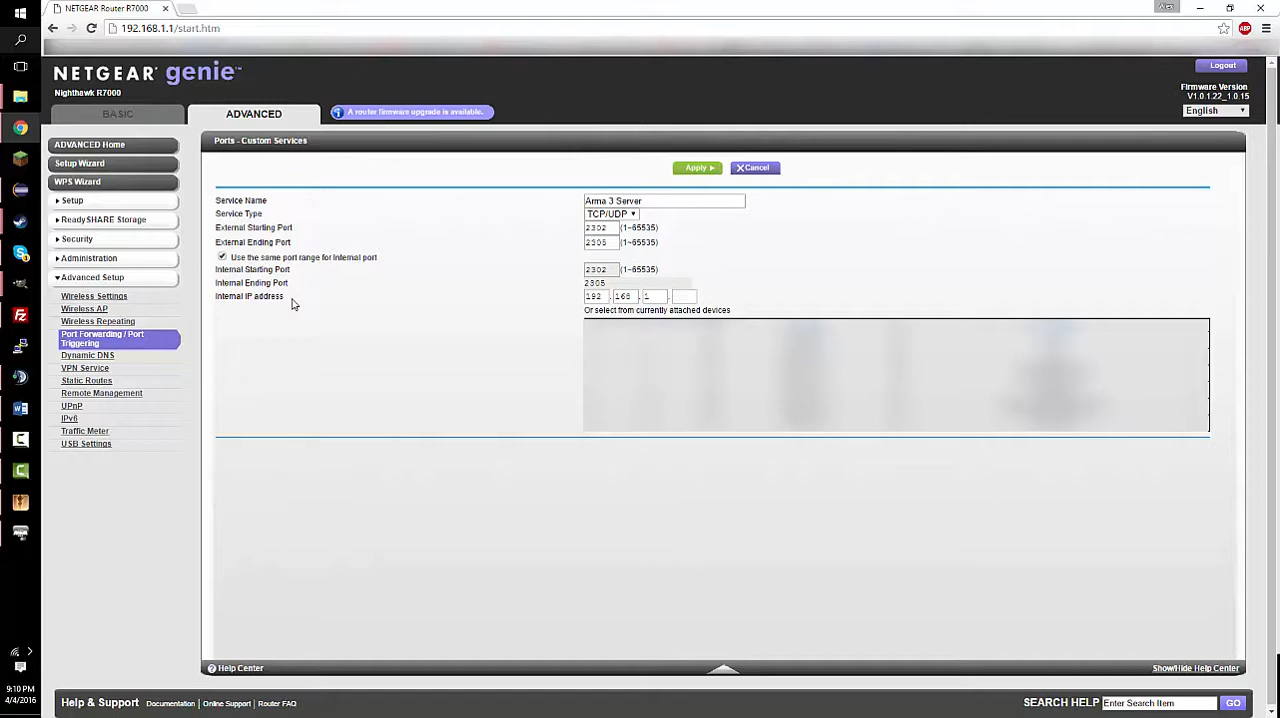 NETGEAR Router R7000
Alex
192.168.1.1/start.htm
ABP
NETGEAR® genie™
Nighthawk R7000
Logout
Firmware Version
V1.0.1.22_1.0.15
English
BASIC
ADVANCED
A router firmware upgrade is available.
ADVANCED Home
Setup Wizard
WPS Wizard
Setup
ReadySHARE Storage
Security
Administration
Advanced Setup
Wireless Settings
Wireless AP
Wireless Repeating
Port Forwarding / Port
Triggering
Dynamic DNS
VPN Service
Static Routes
Remote Management
UPnP
IPv6
Traffic Meter
USB Settings
Ports - Custom Services
Apply
Cancel
Service Name Arma 3 Server
Service Type TCP/UDP
External Starting Port 2302 (1~65535)
External Ending Port 2305 (1~65535)
Use the same port range for Internal port
Internal Starting Port 2302 (1~65535)
Internal Ending Port 2305
Internal IP address 192 . 168 . 1 .
Or select from currently attached devices
Help Center
Show/Hide Help Center
Help & Support Documentation | Online Support | Router FAQ
SEARCH HELP Enter Search Item GO
9:10 PM
4/4/2016